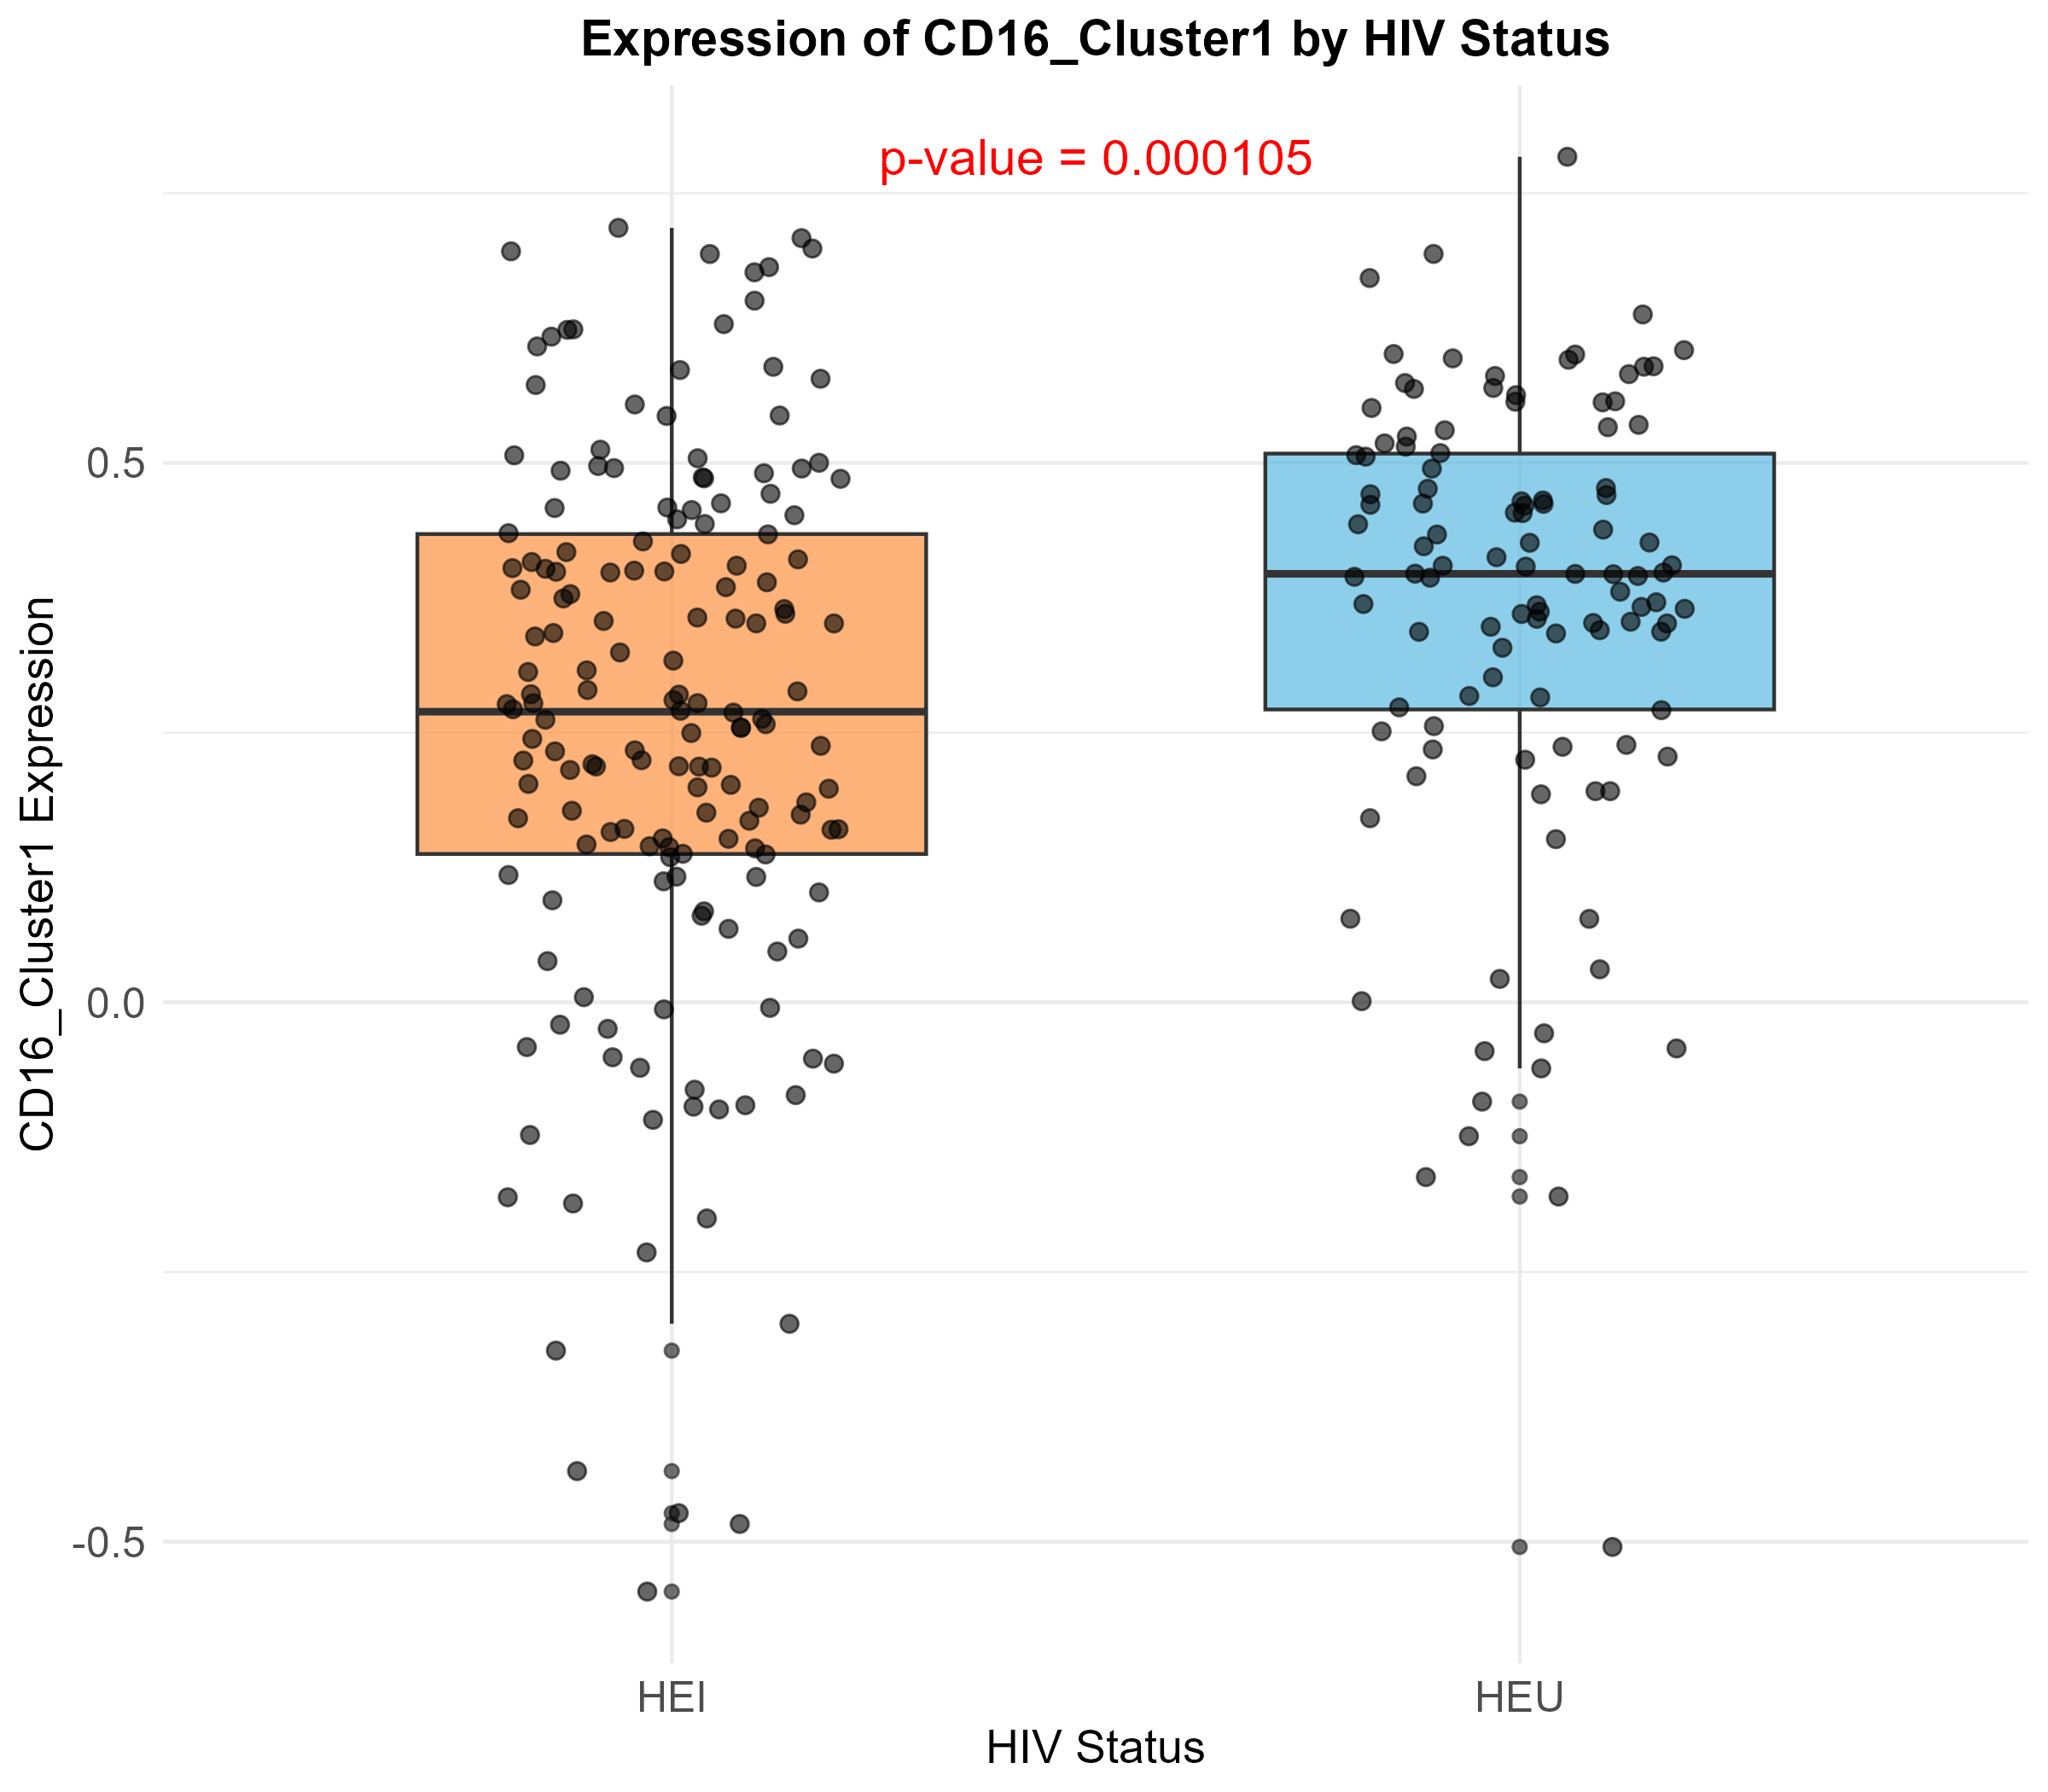 Expression of CD16_Cluster1 by HIV Status
p-value = 0.000105
CD16_Cluster1 Expression
0.5
0.0
-0.5
HEI
HEU
HIV Status